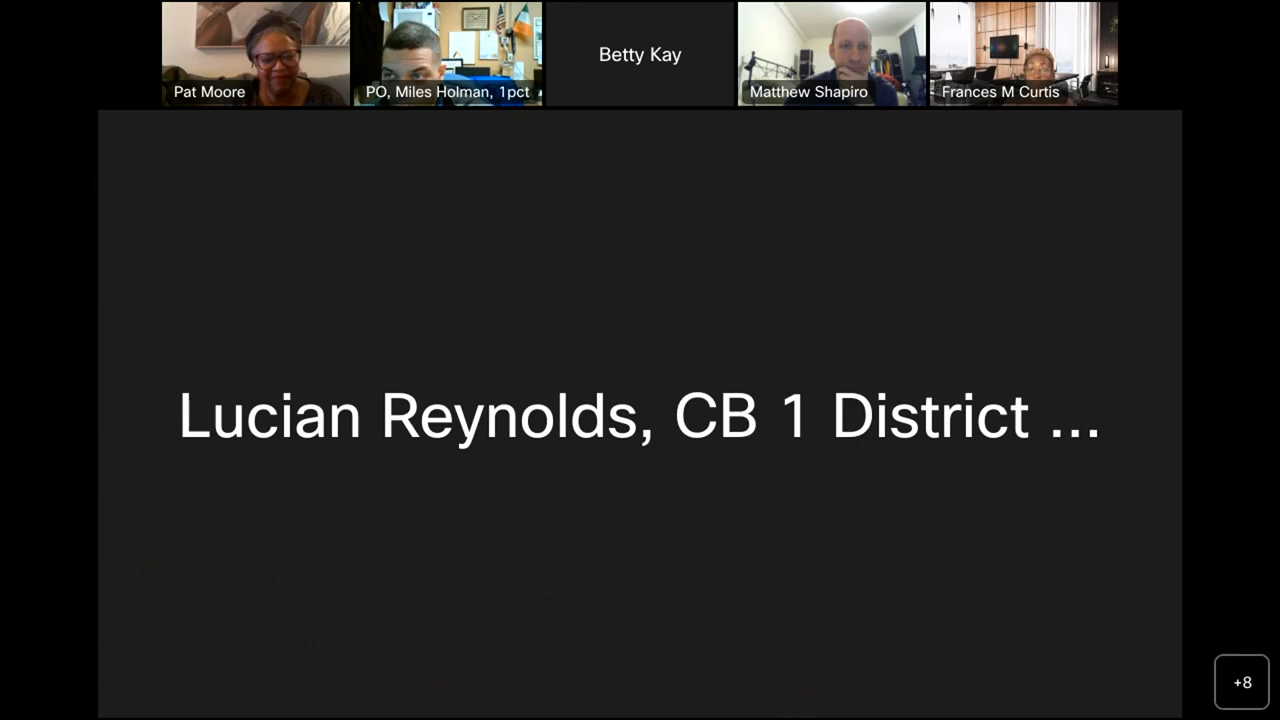 Pat Moore
PO, Miles Holman, 1pct
Betty Kay
Matthew Shapiro
Frances M Curtis
Lucian Reynolds, CB 1 District ...
+8